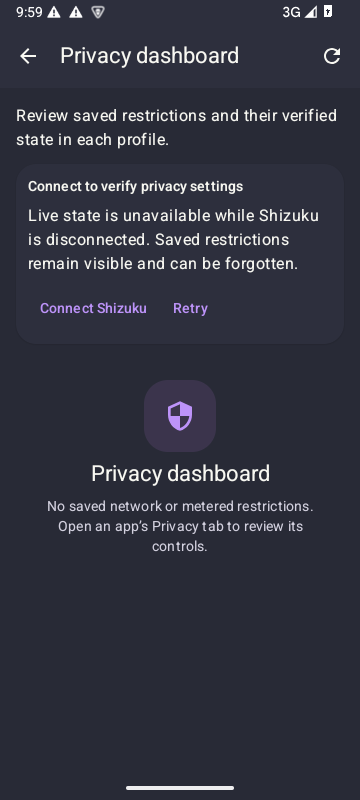 9:59
3G
Privacy dashboard
Review saved restrictions and their verified
state in each profile.
Connect to verify privacy settings
Live state is unavailable while Shizuku
is disconnected. Saved restrictions
remain visible and can be forgotten.
Connect Shizuku Retry
Privacy dashboard
No saved network or metered restrictions.
Open an app’s Privacy tab to review its
controls.